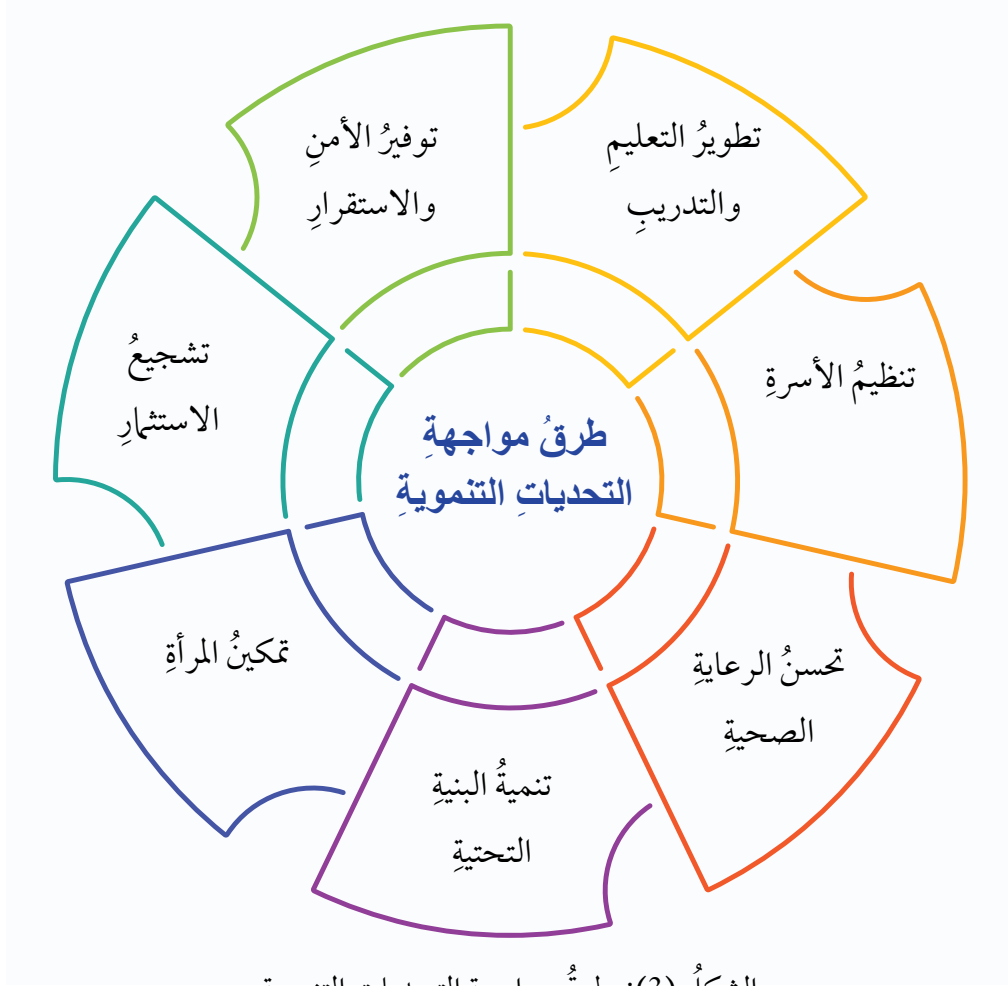 طرقُ مواجهةِ
التحدياتِ التنمويةِ
تطويرُ التعليمِ
والتدريبِ
تنظيمُ الأسرةِ
تحسنُ الرعايةِ
الصحيةِ
تنميةُ البنيةِ
التحتيةِ
تمكينُ المرأةِ
تشجيعُ
الاستثمارِ
توفيرُ الأمنِ
والاستقرارِ